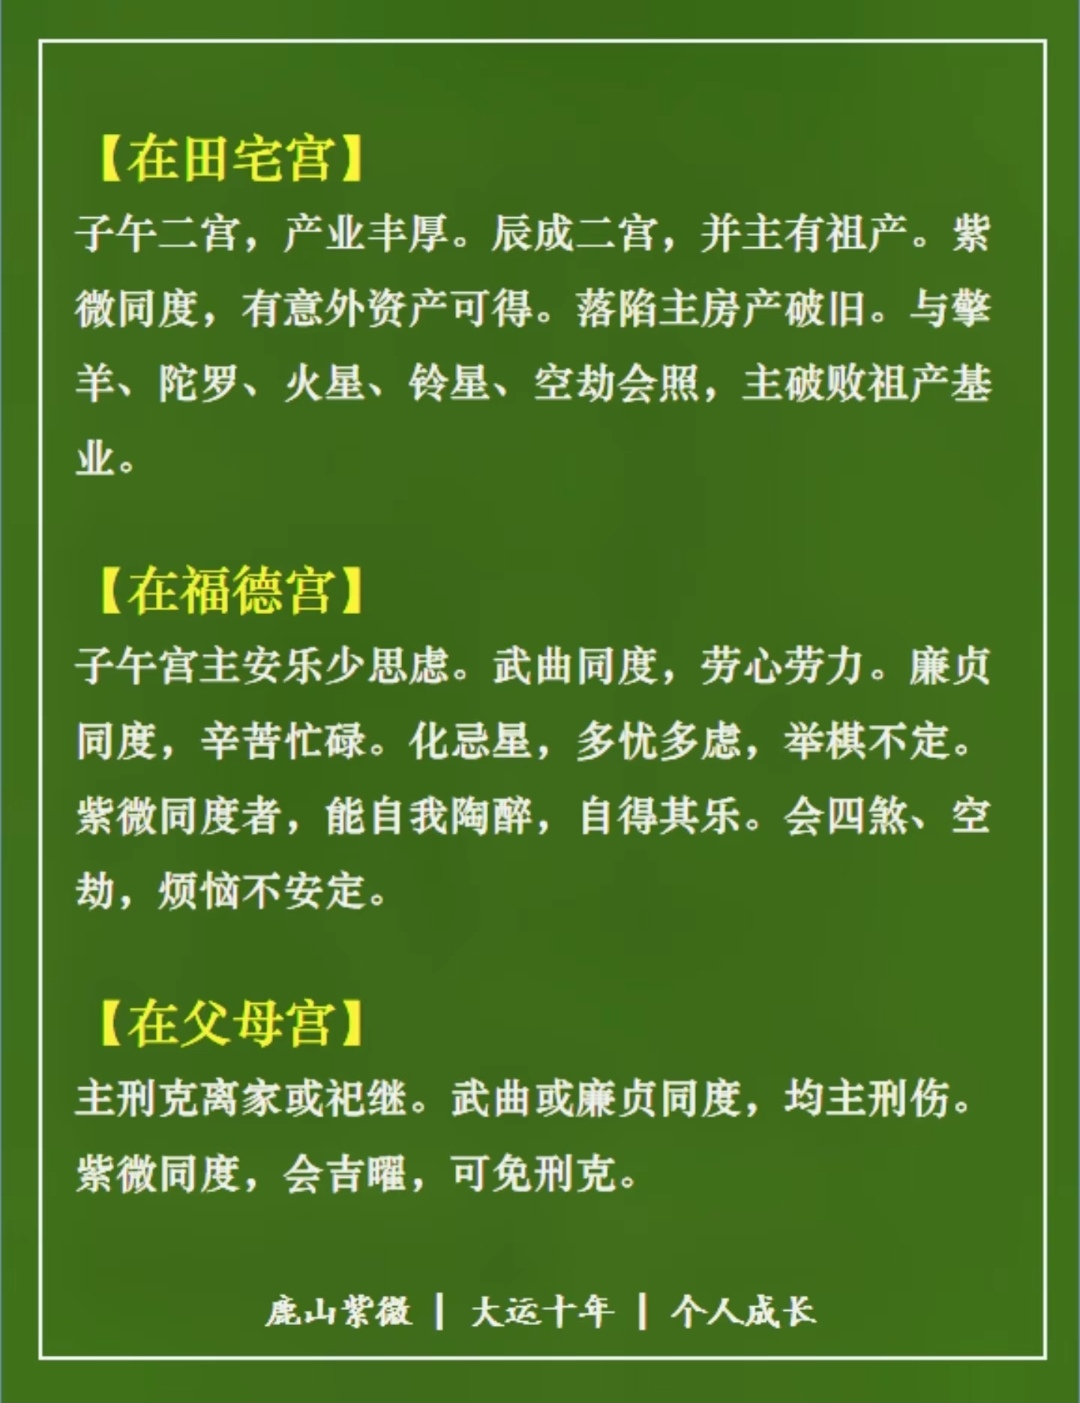 【在田宅宫】
子午二宫，产业丰厚。辰成二宫，并主有祖产。紫
微同度，有意外资产可得。落陷主房产破旧。与擎
羊、陀罗、火星、铃星、空劫会照，主破败祖产基
业。
【在福德宫】
子午宫主安乐少思虑。武曲同度，劳心劳力。廉贞
同度，辛苦忙碌。化忌星，多忧多虑，举棋不定。
紫微同度者，能自我陶醉，自得其乐。会四煞、空
劫，烦恼不安定。
【在父母宫】
主刑克离家或祀继。武曲或廉贞同度，均主刑伤。
紫微同度，会吉曜，可免刑克。
鹿山紫微 | 大运十年 | 个人成长